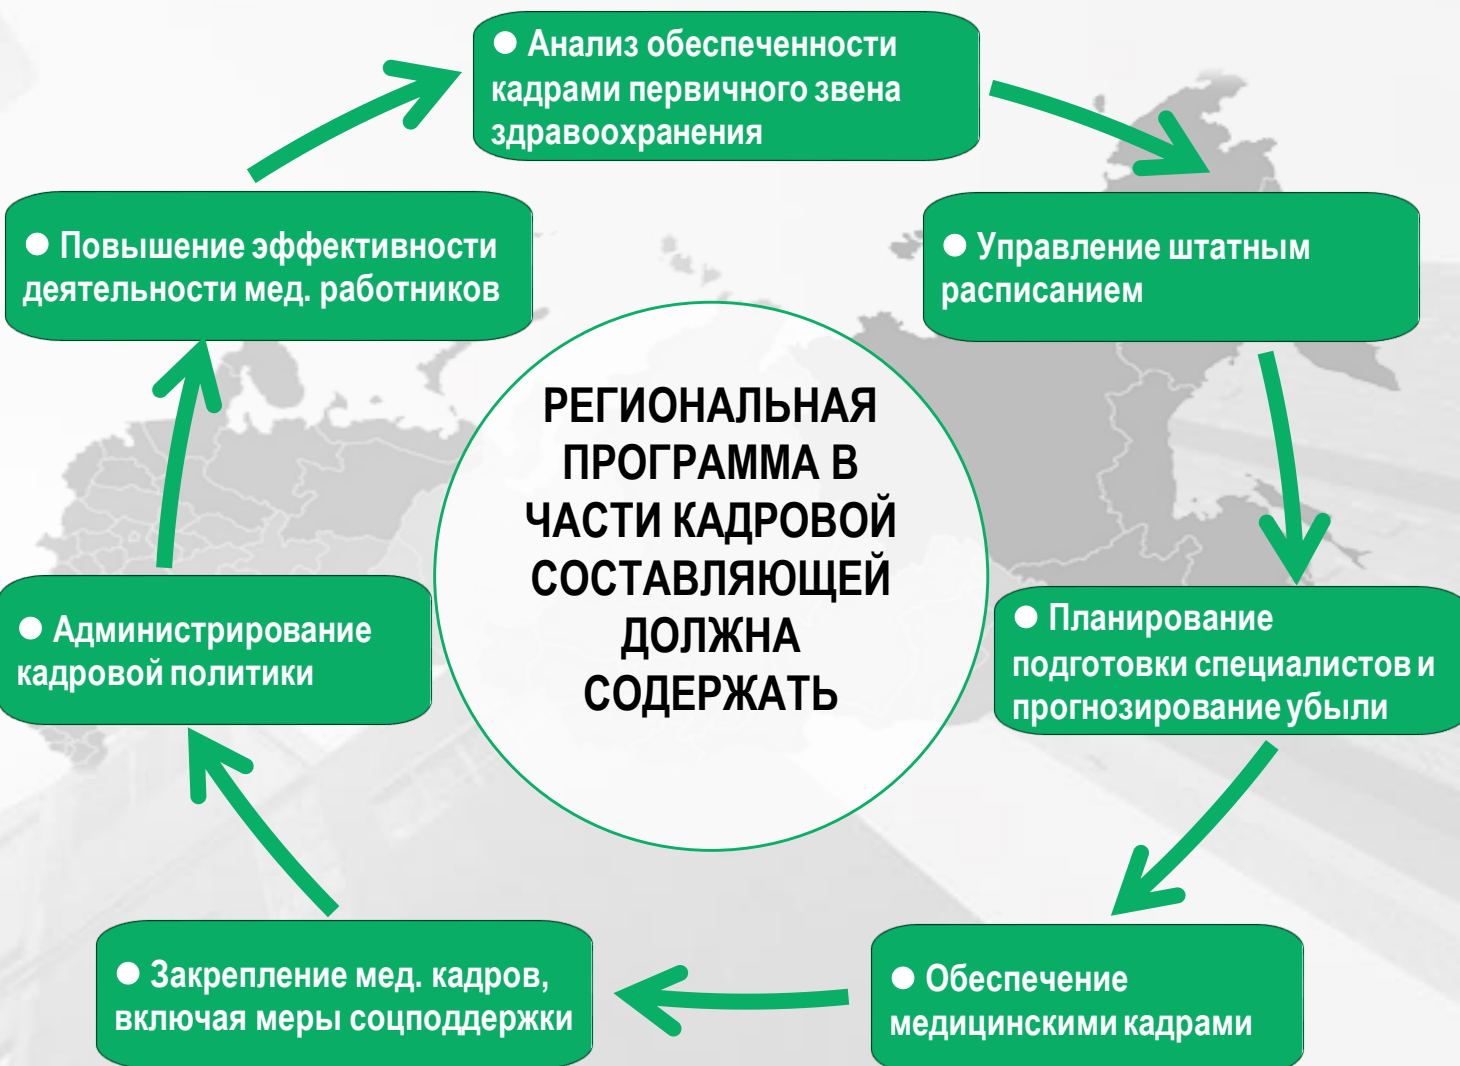 ● Анализ обеспеченности
кадрами первичного звена
здравоохранения
● Повышение эффективности
деятельности мед. работников
● Управление штатным
расписанием
РЕГИОНАЛЬНАЯ
ПРОГРАММА В
ЧАСТИ КАДРОВОЙ
СОСТАВЛЯЮЩЕЙ
ДОЛЖНА
СОДЕРЖАТЬ
● Администрирование
кадровой политики
● Планирование
подготовки специалистов и
прогнозирование убыли
● Закрепление мед. кадров,
включая меры соцподдержки
● Обеспечение
медицинскими кадрами